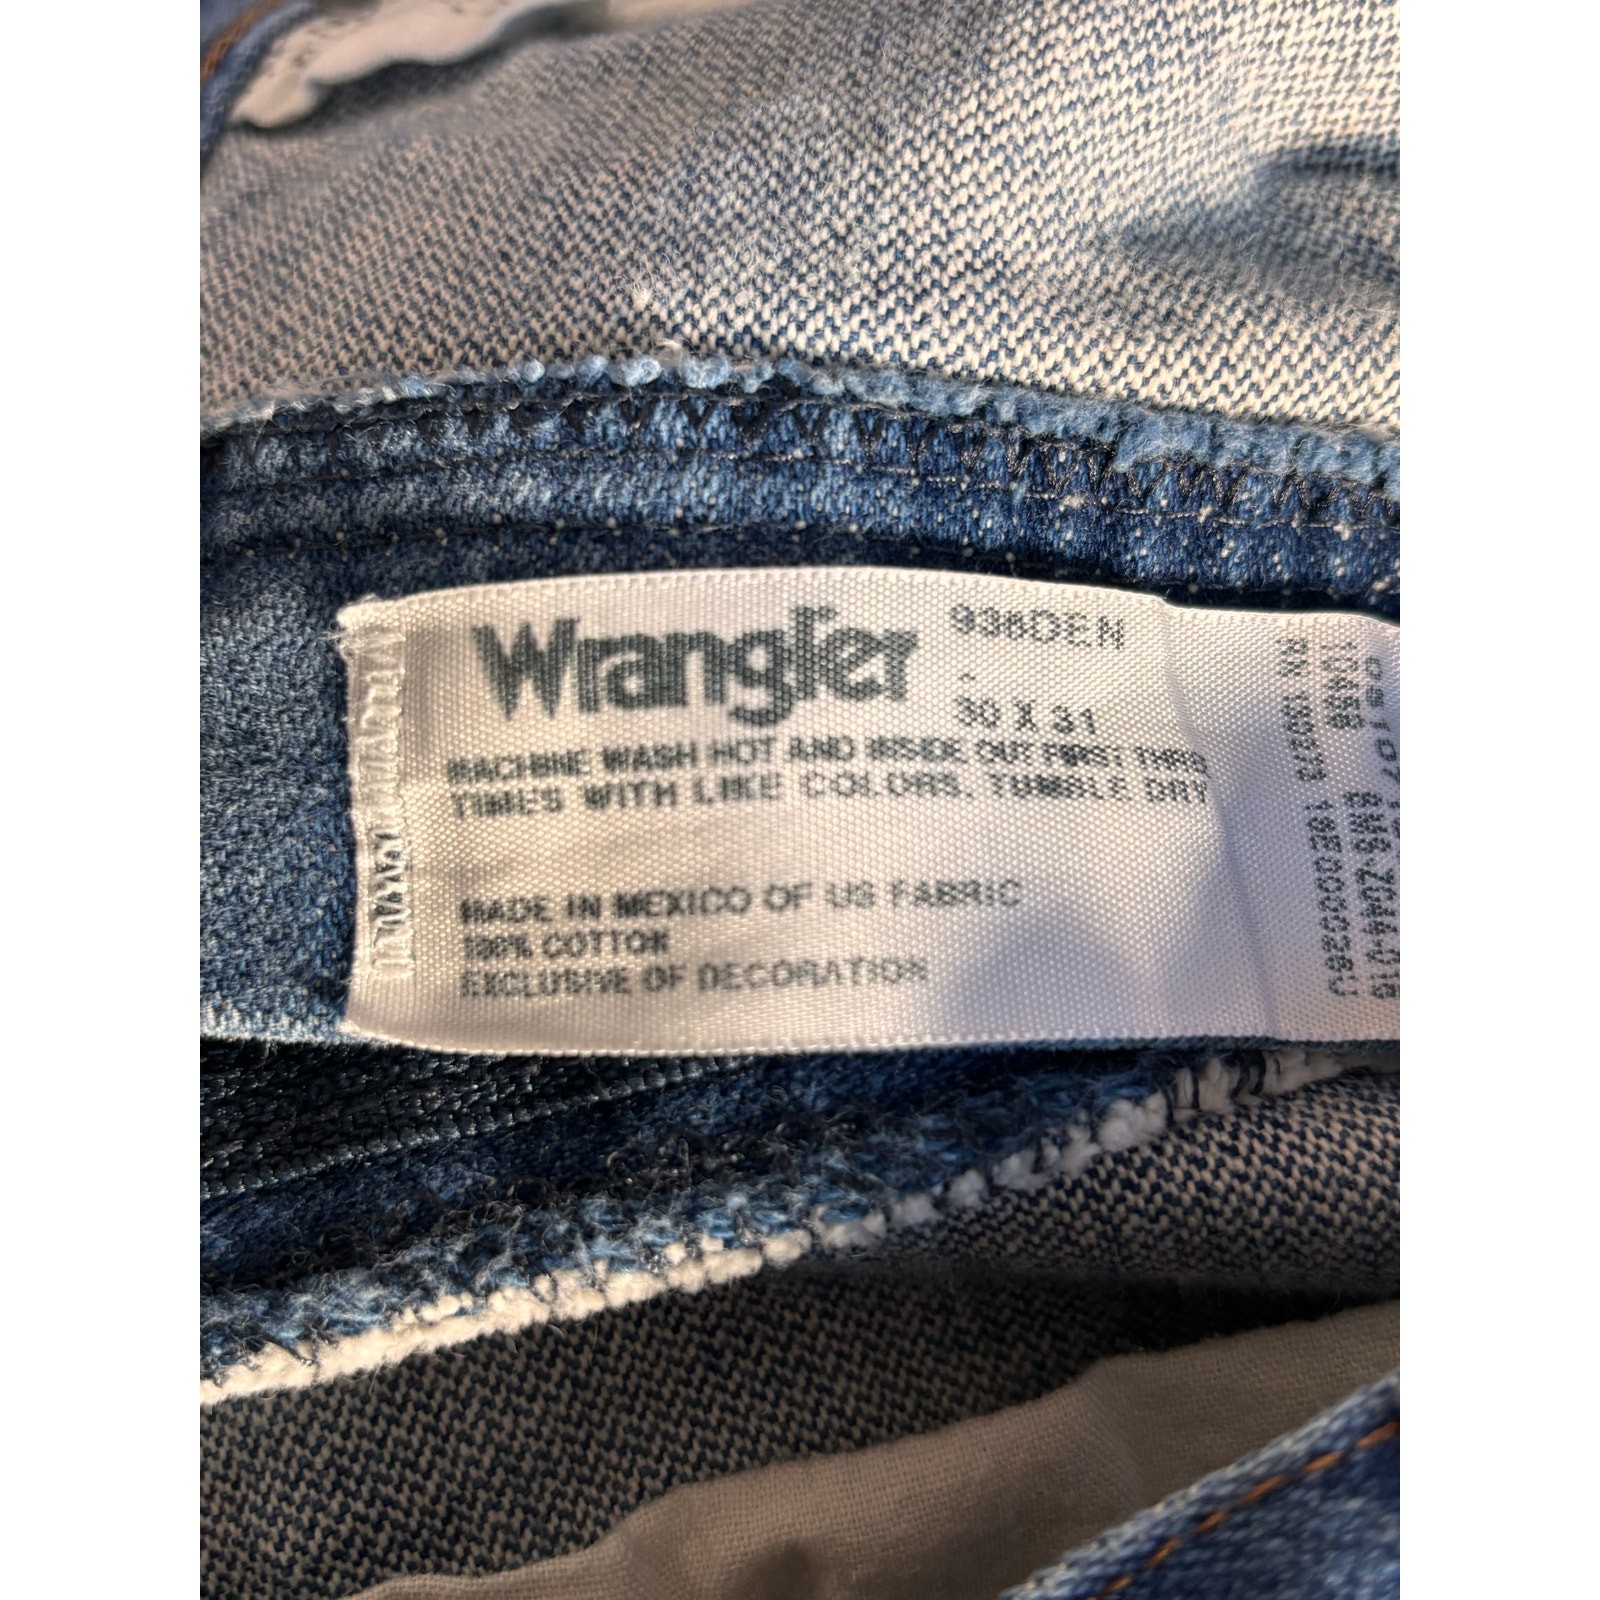 Wrangler
936DEN
-
30 X 31
MACHINE WASH HOT AND INSIDE OUT FIRST THREE
TIMES WITH LIKE COLORS. TUMBLE DRY
MADE IN MEXICO OF US FABRIC
100% COTTON
EXCLUSIVE OF DECORATION